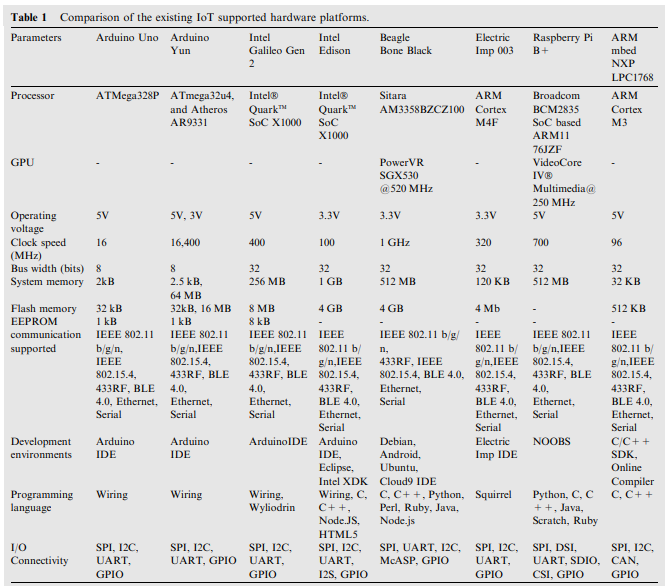 Table 1 Comparison of the existing IoT supported hardware platforms.
Parameters Arduino Uno Arduino Intel Intel Beagle Electric Raspberry Pi ARM
Yun Galileo Gen Edison Bone Black Imp 003 B+ mbed
2 NXP
LPC1768
Processor ATMega328P ATmega32u4, Intel® Intel® Sitara ARM Broadcom ARM
and Atheros Quark™ Quark™ AM3358BZCZ100 Cortex BCM2835 Cortex
AR9331 SoC X1000 SoC M4F SoC based M3
X1000 ARM11
76JZF
GPU - - - - PowerVR - VideoCore -
SGX530 IV®
@520 MHz Multimedia@
250 MHz
Operating 5V 5V, 3V 5V 3.3V 3.3V 3.3V 5V 5V
voltage
Clock speed 16 16,400 400 100 1 GHz 320 700 96
(MHz)
Bus width (bits) 8 8 32 32 32 32 32 32
System memory 2kB 2.5 kB, 256 MB 1 GB 512 MB 120 KB 512 MB 32 KB
64 MB
Flash memory 32 kB 32kB, 16 MB 8 MB 4 GB 4 GB 4 Mb - 512 KB
EEPROM 1 kB 1 kB 8 kB - - - - -
communication IEEE 802.11 IEEE 802.11 IEEE 802.11 IEEE IEEE 802.11 b/g/ IEEE IEEE 802.11 IEEE
supported b/g/n, b/g/n,IEEE b/g/n,IEEE 802.11 b/ n, 802.11 b/ b/g/n,IEEE 802.11 b/
IEEE 802.15.4, 802.15.4, g/n,IEEE 433RF, IEEE g/n,IEEE 802.15.4, g/n,IEEE
802.15.4, 433RF, BLE 433RF, BLE 802.15.4, 802.15.4, BLE 4.0, 802.15.4, 433RF, BLE 802.15.4,
433RF, BLE 4.0, 4.0, 433RF, Ethernet, 433RF, 4.0, 433RF,
4.0, Ethernet, Ethernet, Ethernet, BLE 4.0, Serial BLE 4.0, Ethernet, BLE 4.0,
Serial Serial Serial Ethernet, Ethernet, Serial Ethernet,
Serial Serial Serial
Development Arduino Arduino ArduinoIDE Arduino Debian, Electric NOOBS C/C++
environments IDE IDE IDE, Android, Imp IDE SDK,
Eclipse, Ubuntu, Online
Intel XDK Cloud9 IDE Compiler
Programming Wiring Wiring Wiring, Wiring, C, C, C++, Python, Squirrel Python, C, C C, C++
language Wyliodrin C++, Perl, Ruby, Java, ++, Java,
Node.JS, Node.js Scratch, Ruby
HTML5
I/O SPI, I2C, SPI, I2C, SPI, I2C, SPI, I2C, SPI, UART, I2C, SPI, I2C, SPI, DSI, SPI, I2C,
Connectivity UART, UART, GPIO UART, UART, McASP, GPIO UART, UART, SDIO, CAN,
GPIO GPIO I2S, GPIO GPIO CSI, GPIO GPIO